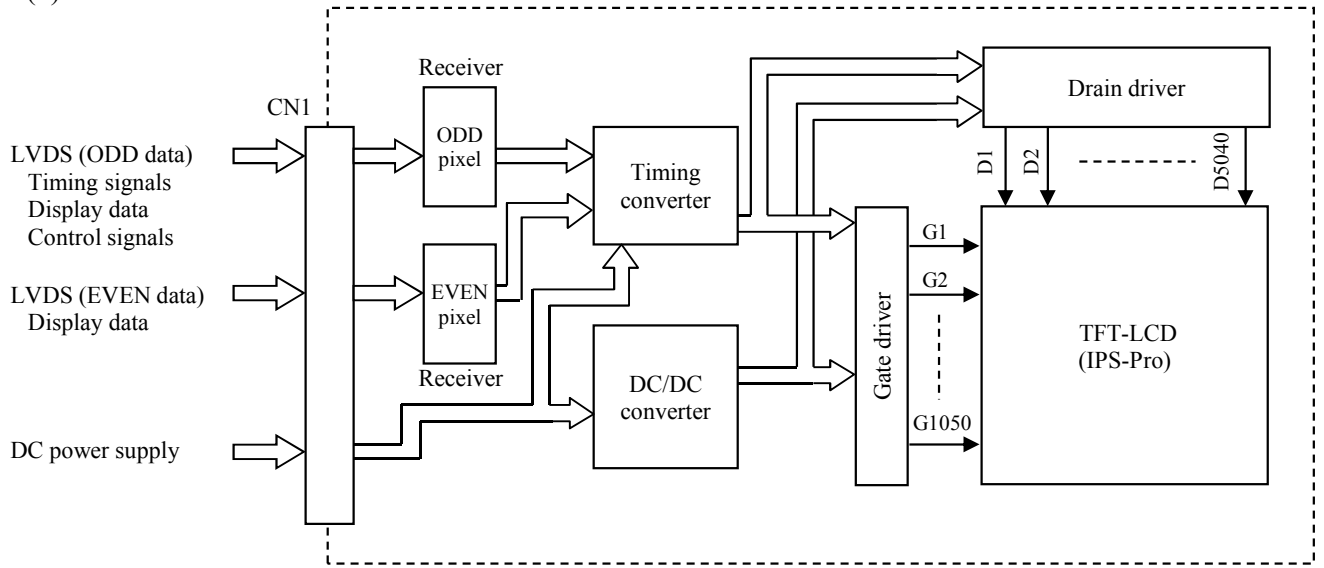 CN1
LVDS (ODD data)
Timing signals
Display data
Control signals
LVDS (EVEN data)
Display data
DC power supply
Receiver
ODD
pixel
EVEN
pixel
Receiver
Timing
converter
DC/DC
converter
Drain driver
D1
D2
D5040
Gate driver
G1
G2
G1050
TFT-LCD
(IPS-Pro)